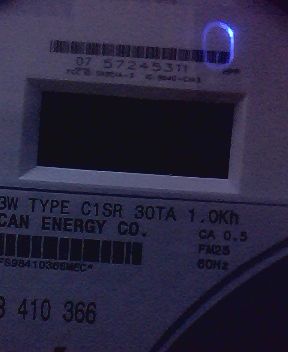 07 57245311
3W TYPE C1SR 30TA 1.0Kh
CAN ENERGY CO.
CA 0.5
FM2S
60Hz
410 366